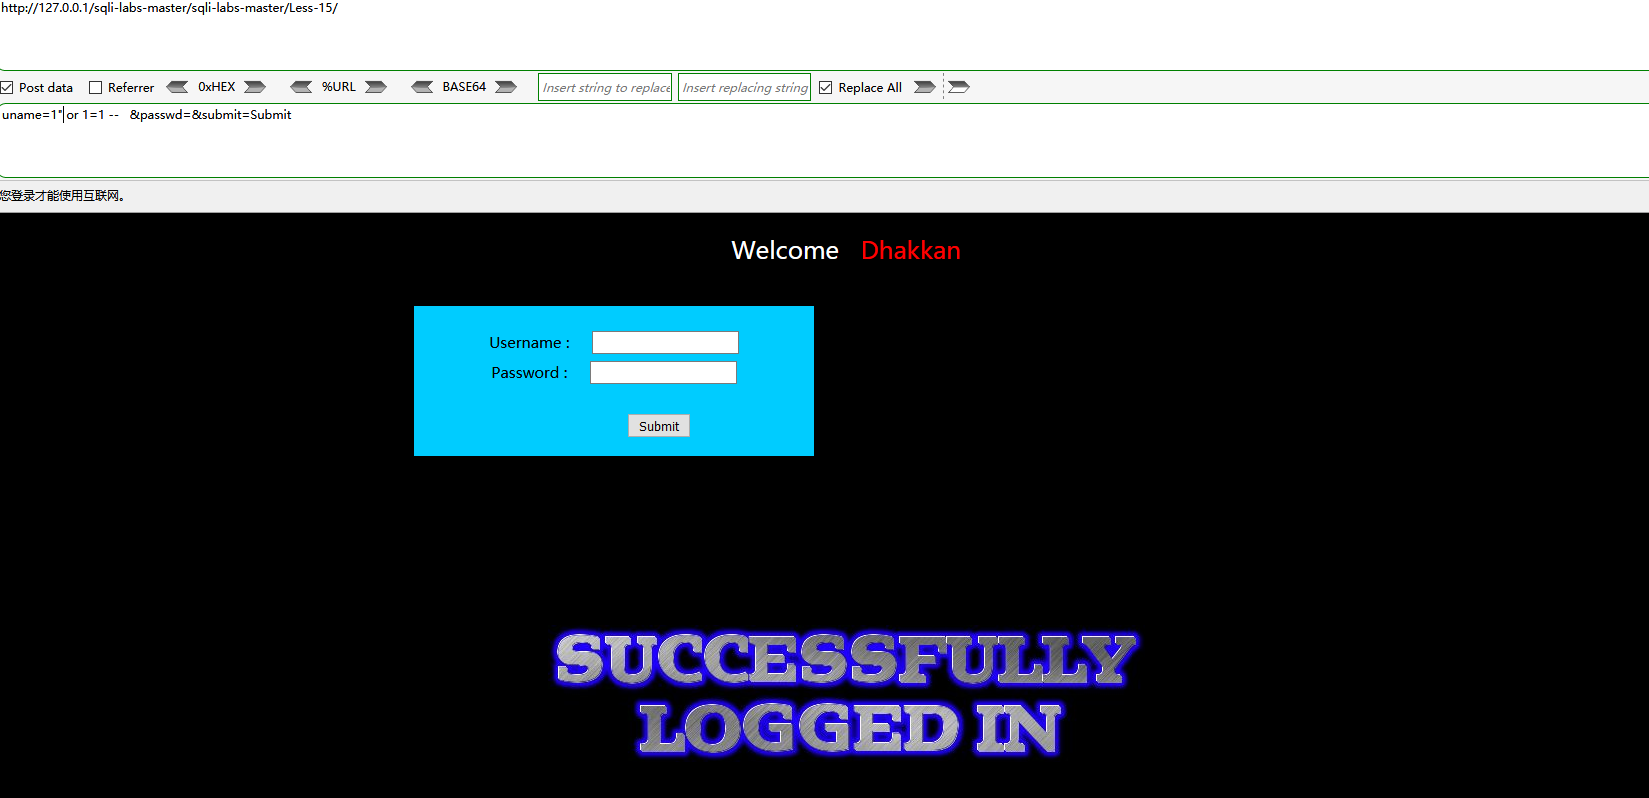 http://127.0.0.1/sqli-labs-master/sqli-labs-master/Less-15/
Post data Referrer 0xHEX %URL BASE64 Insert string to replace Insert replacing string Replace All
uname=1" or 1=1 --   &passwd=&submit=Submit
您登录才能使用互联网。
Welcome Dhakkan
Username :
Password :
Submit
SUCCESSFULLY
LOGGED IN